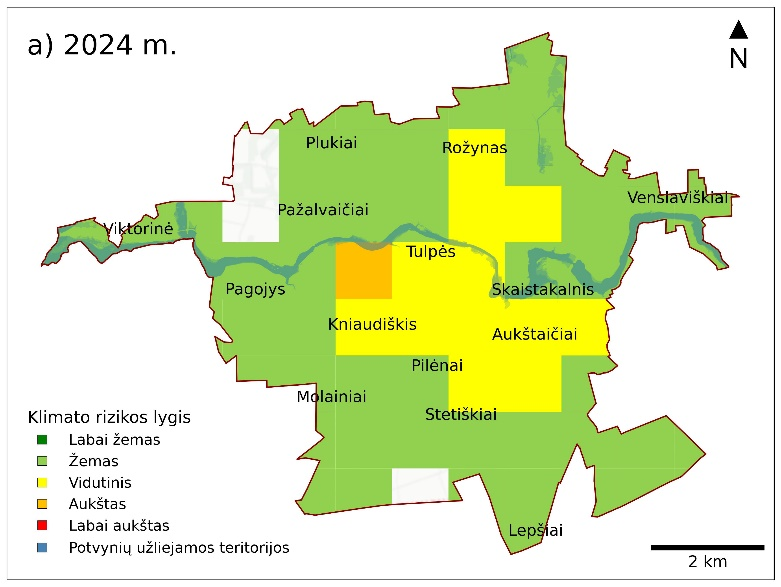 a) 2024 m.
N
Plukiai
Rožynas
Venslaviškiai
Pažalvaičiai
Viktorinė
Tulpės
Pagojys
Skaistakalnis
Kniaudiškis
Aukštaičiai
Pilėnai
Molainiai
Stetiškiai
Lepšiai
Klimato rizikos lygis
Labai žemas
Žemas
Vidutinis
Aukštas
Labai aukštas
Potvynių užliejamos teritorijos
2 km